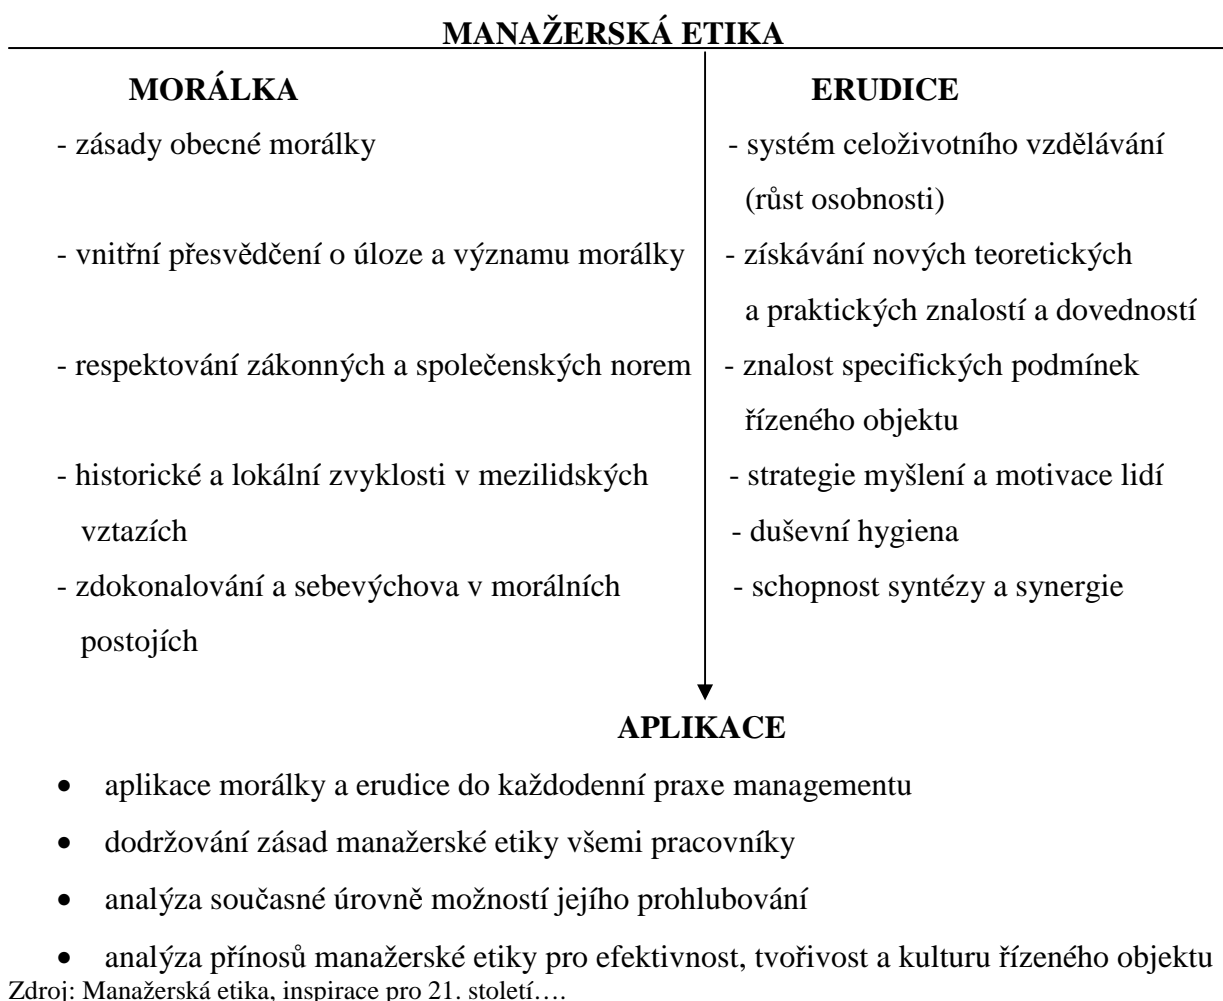 MANAŽERSKÁ ETIKA
MORÁLKA
- zásady obecné morálky
- vnitřní přesvědčení o úloze a významu morálky
- respektování zákonných a společenských norem
- historické a lokální zvyklosti v mezilidských
vztazích
- zdokonalování a sebevýchova v morálních
postojích
ERUDICE
- systém celoživotního vzdělávání
(růst osobnosti)
- získávání nových teoretických
a praktických znalostí a dovedností
- znalost specifických podmínek
řízeného objektu
- strategie myšlení a motivace lidí
- duševní hygiena
- schopnost syntézy a synergie
APLIKACE
• aplikace morálky a erudice do každodenní praxe managementu
• dodržování zásad manažerské etiky všemi pracovníky
• analýza současné úrovně možností jejího prohlubování
• analýza přínosů manažerské etiky pro efektivnost, tvořivost a kulturu řízeného objektu
Zdroj: Manažerská etika, inspirace pro 21. století….